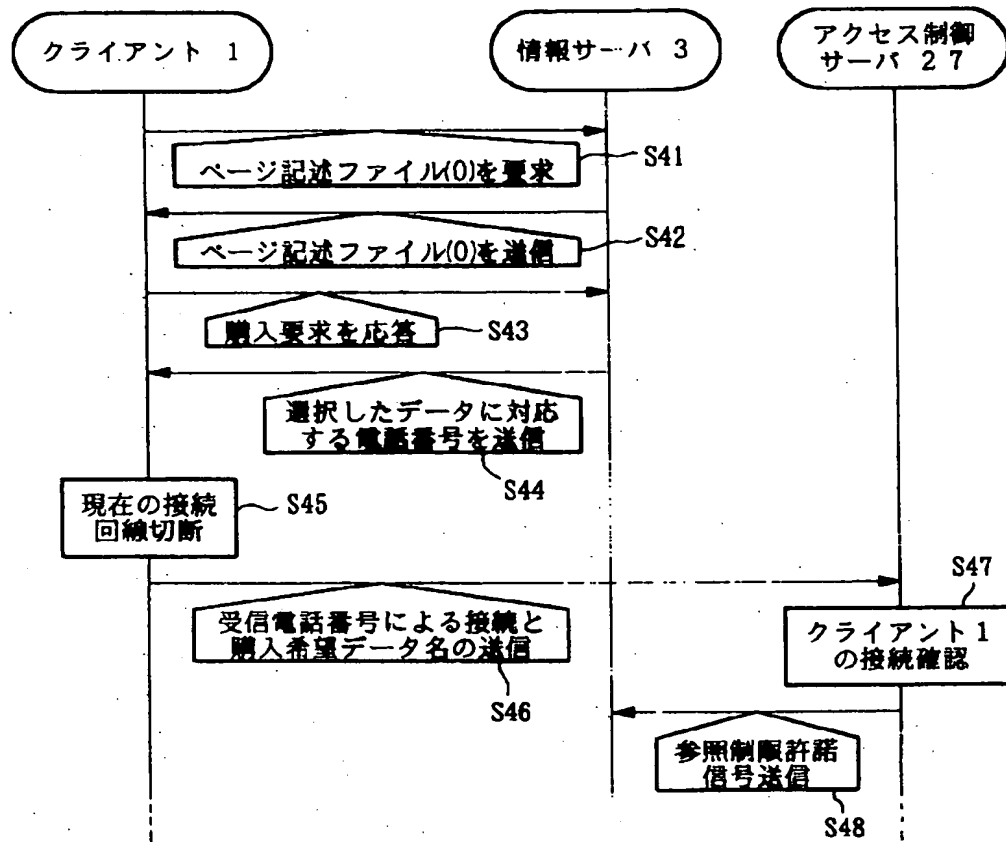 クライアント 1
情報サーバ 3
アクセス制御
サーバ 27
ページ記述ファイル(0)を要求
S41
ページ記述ファイル(0)を送信
S42
購入要求を応答
S43
選択したデータに対応
する電話番号を送信
S44
現在の接続
回線切断
S45
受信電話番号による接続と
購入希望データ名の送信
S46
S47
クライアント1
の接続確認
参照制限許諾
信号送信
S48